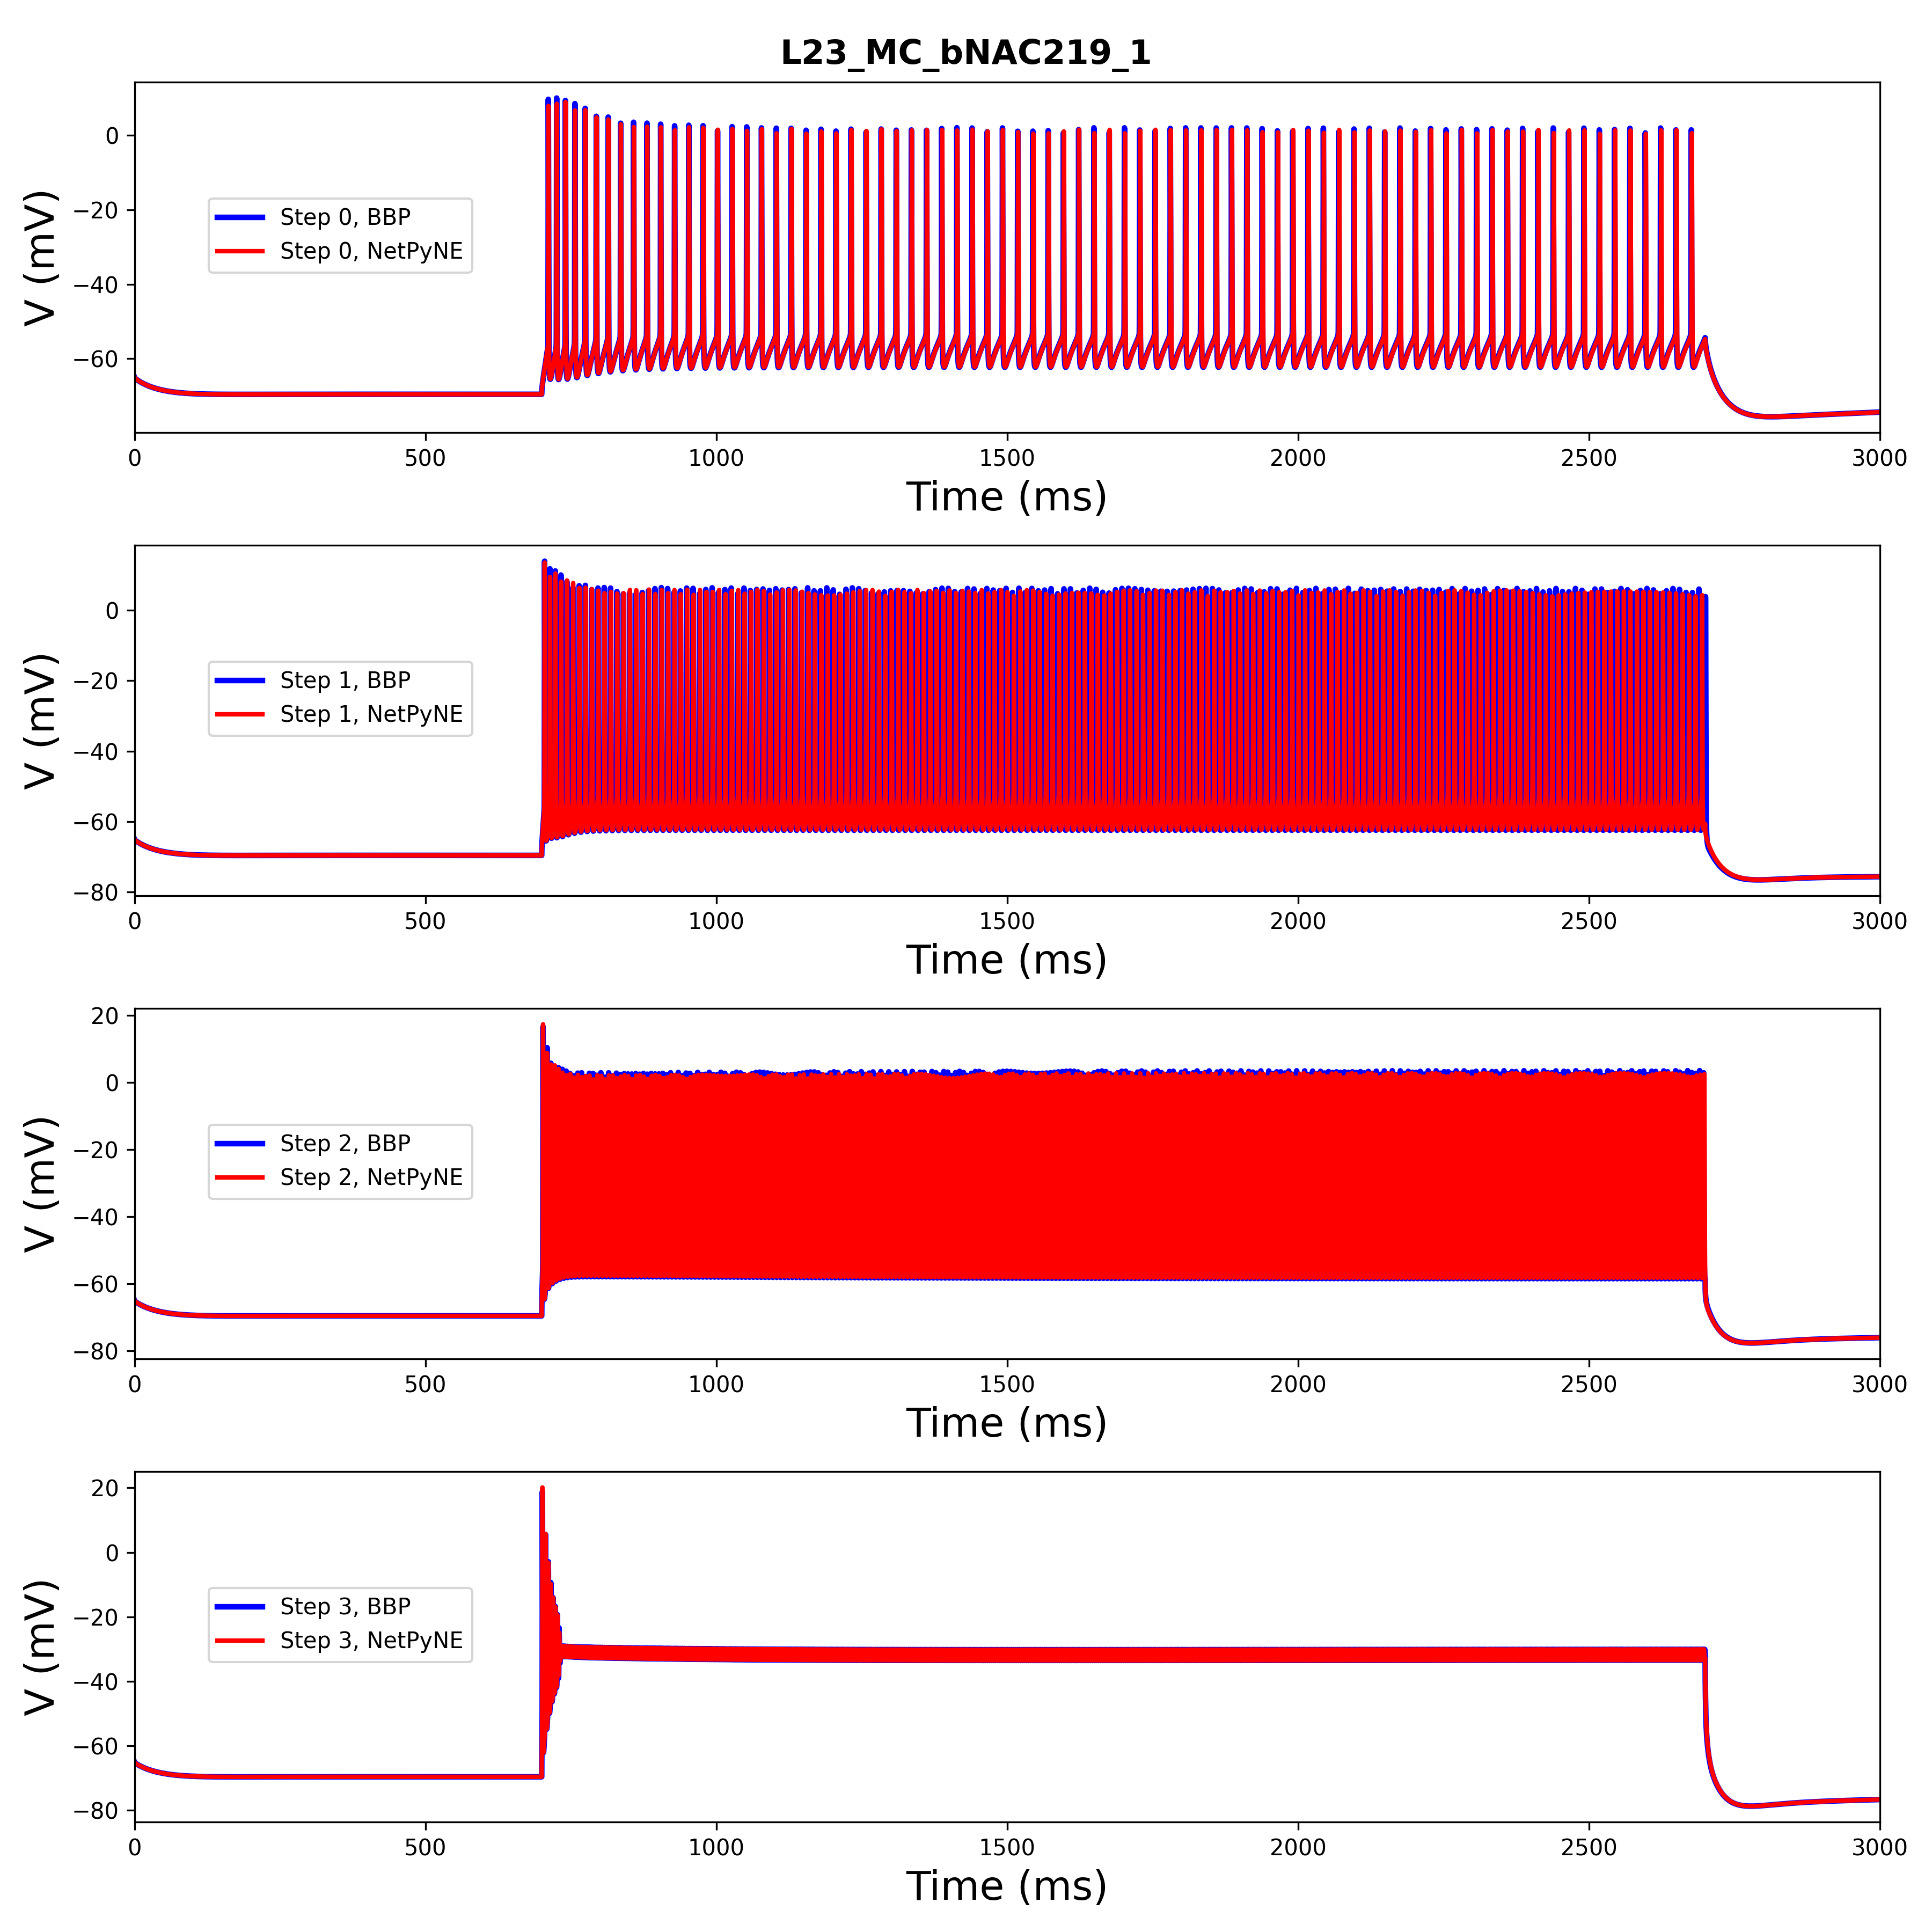 L23_MC_bNAC219_1
0
−20
−40
−60
V (mV)
Step 0, BBP
Step 0, NetPyNE
0 500 1000 1500 2000 2500 3000
Time (ms)
0
−20
−40
−60
−80
V (mV)
Step 1, BBP
Step 1, NetPyNE
0 500 1000 1500 2000 2500 3000
Time (ms)
20
0
−20
−40
−60
−80
V (mV)
Step 2, BBP
Step 2, NetPyNE
0 500 1000 1500 2000 2500 3000
Time (ms)
20
0
−20
−40
−60
−80
V (mV)
Step 3, BBP
Step 3, NetPyNE
0 500 1000 1500 2000 2500 3000
Time (ms)